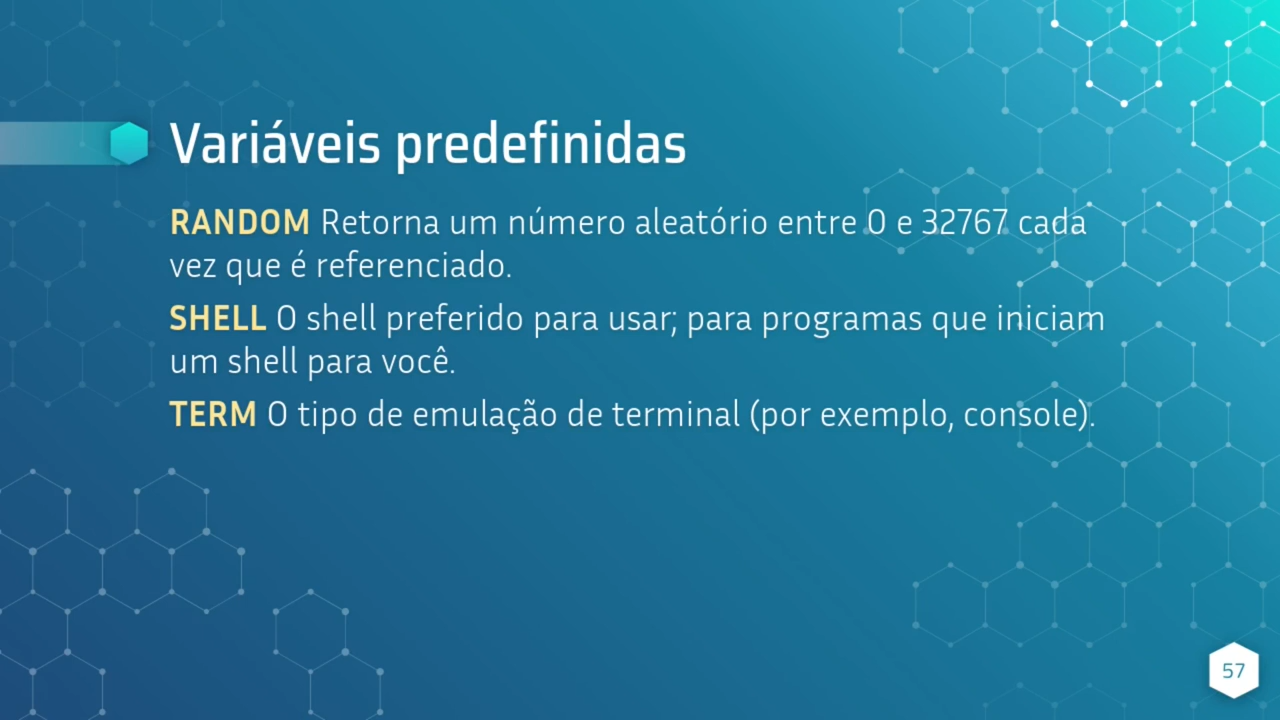 Variáveis predefinidas
RANDOM Retorna um número aleatório entre 0 e 32767 cada
vez que é referenciado.
SHELL O shell preferido para usar; para programas que iniciam
um shell para você.
TERM O tipo de emulação de terminal (por exemplo, console).
57